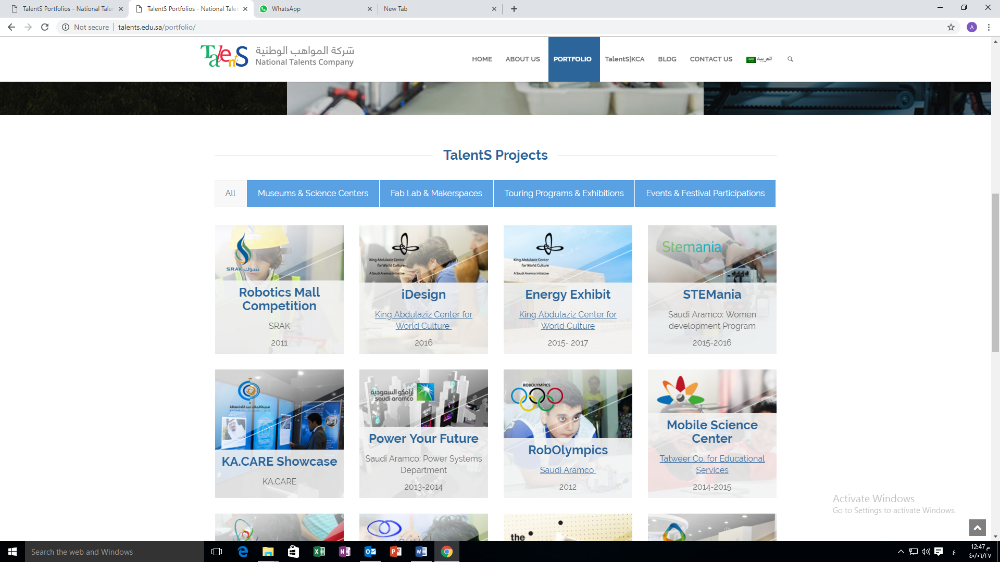 TalentS Portfolios - National Taler
TalentS Portfolios - National Taler
WhatsApp
New Tab
Not secure
talents.edu.sa/portfolio/
A
TalentS
شركة المواهب الوطنية
National Talents Company
HOME
ABOUT US
PORTFOLIO
TalentS|KCA
BLOG
CONTACT US
العربية
TalentS Projects
All
Museums & Science Centers
Fab Lab & Makerspaces
Touring Programs & Exhibitions
Events & Festival Participations
SRAK سراك
Robotics Mall
Competition
SRAK
2011
King Abdulaziz Center
for World Culture
A Saudi Aramco Initiative
iDesign
King Abdulaziz Center for
World Culture
2016
King Abdulaziz Center
for World Culture
A Saudi Aramco Initiative
Energy Exhibit
King Abdulaziz Center for
World Culture
2015- 2017
Stemania
STEMania
Saudi Aramco: Women
development Program
2015-2016
KA.CARE Showcase
KA.CARE
أرامكو السعودية
saudi aramco
Power Your Future
Saudi Aramco: Power Systems
Department
2013-2014
ROBOLYMPICS
RobOlympics
Saudi Aramco
2012
Mobile Science
Center
Tatweer Co. for Educational
Services
2014-2015
the
Activate Windows
Go to Settings to activate Windows.
Search the web and Windows
ع
12:47 م
٤٠/٠٦/٢٧